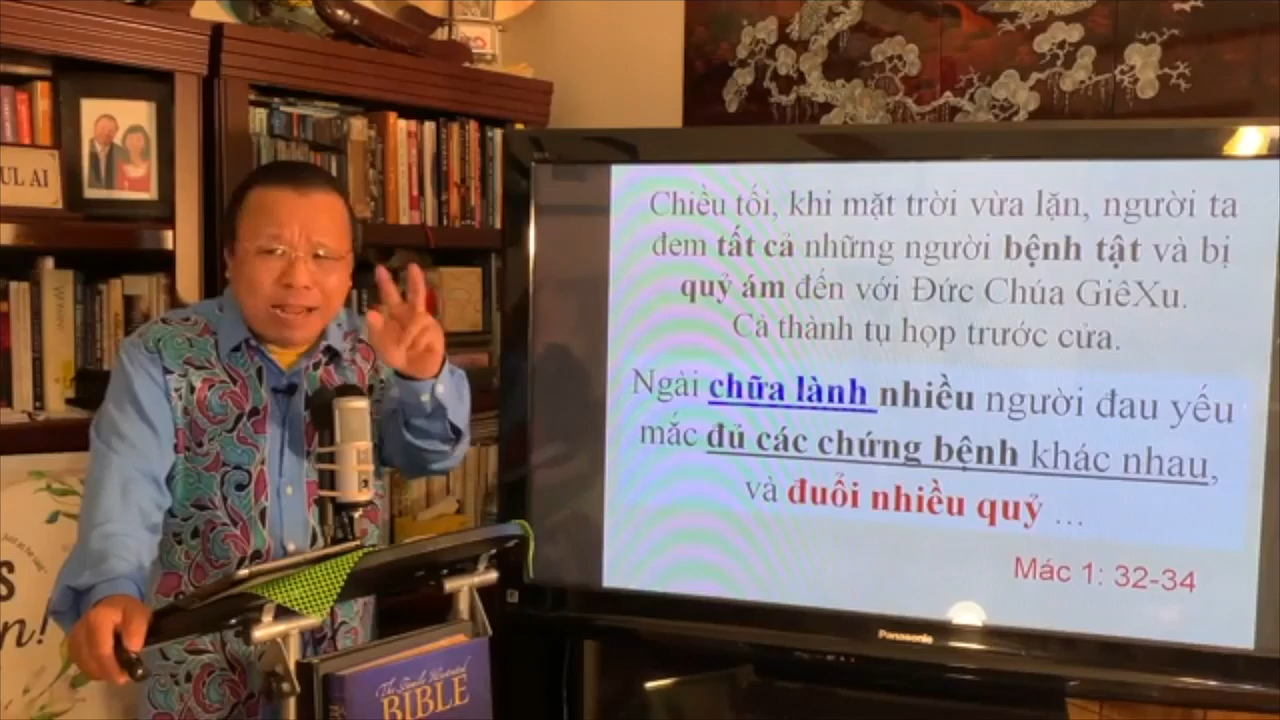 Chiều tối, khi mặt trời vừa lặn, người ta
đem tất cả những người bệnh tật và bị
quỷ ám đến với Đức Chúa GiêXu.
Cả thành tụ họp trước cửa.
Ngài chữa lành nhiều người đau yếu
mắc đủ các chứng bệnh khác nhau,
và đuổi nhiều quỷ ...
Mác 1: 32-34
Panasonic
UL AI
BIBLE